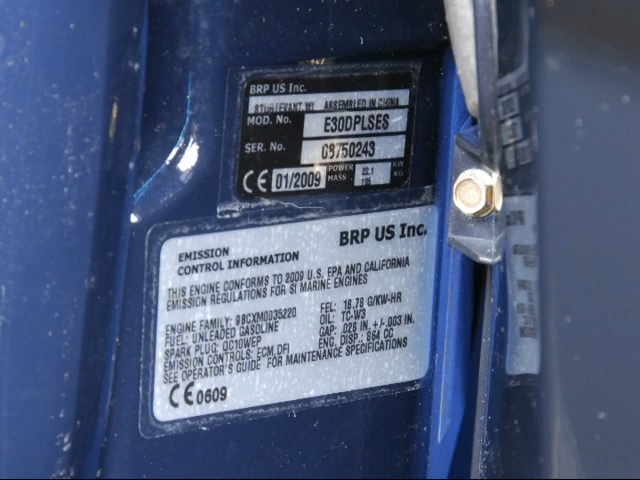 BRP US Inc.
STURTEVANT, WI ASSEMBLED IN CHINA
MOD. No. E30DPLSES
SER. No. 08750243
CE 01/2009 POWER 22.1 KW
MASS KG
EMISSION BRP US Inc.
CONTROL INFORMATION
THIS ENGINE CONFORMS TO 2009 U.S. EPA AND CALIFORNIA
EMISSION REGULATIONS FOR SI MARINE ENGINES
ENGINE FAMILY: 9BCXM0035220 FEL: 18.78 G/KW-HR
FUEL: UNLEADED GASOLINE OIL: TC-W3
SPARK PLUG: QC10WEP GAP: .028 IN. +/-.003 IN.
EMISSION CONTROLS: ECM,DFI ENG. DISP.: 864 CC
SEE OPERATOR'S GUIDE FOR MAINTENANCE SPECIFICATIONS
CE 0609